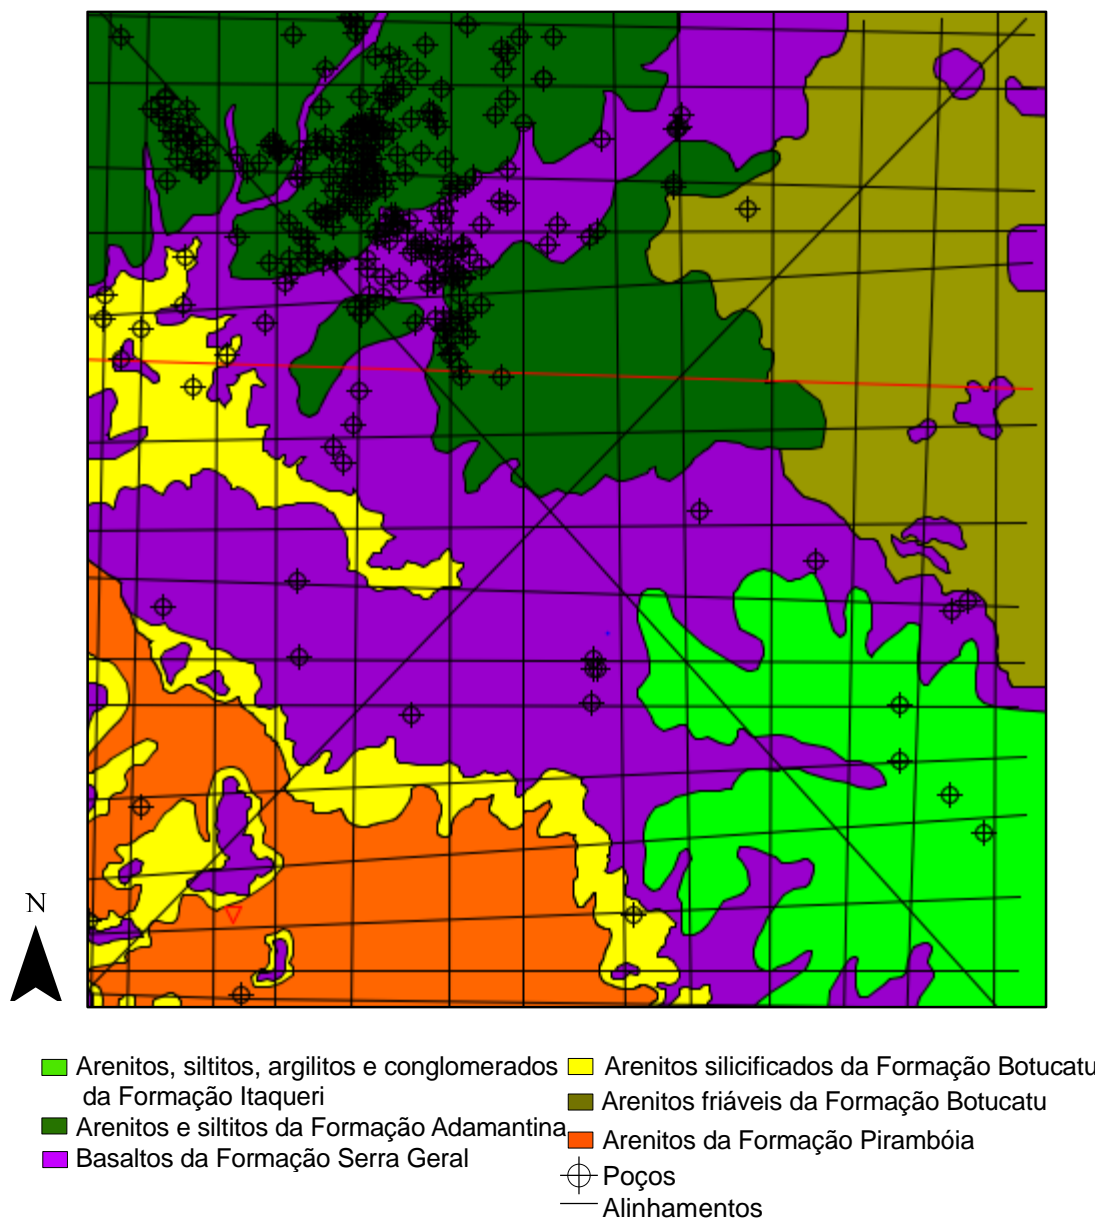 N
Arenitos, siltitos, argilitos e conglomerados
da Formação Itaqueri
Arenitos e siltitos da Formação Adamantina
Basaltos da Formação Serra Geral
Arenitos silicificados da Formação Botucatu
Arenitos friáveis da Formação Botucatu
Arenitos da Formação Pirambóia
Poços
Alinhamentos